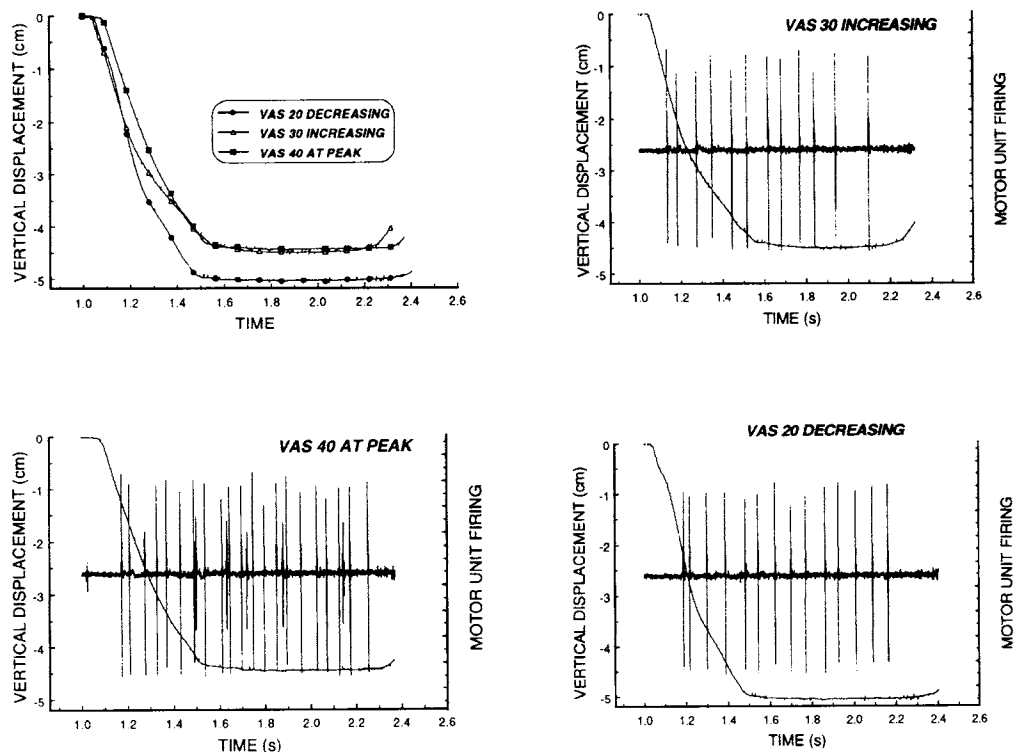 VERTICAL DISPLACEMENT (cm)
0
-1
-2
-3
-4
-5
VAS 20 DECREASING
VAS 30 INCREASING
VAS 40 AT PEAK
1.0 1.2 1.4 1.6 1.8 2.0 2.2 2.4 2.6
TIME
VAS 30 INCREASING
VERTICAL DISPLACEMENT (cm)
0
-1
-2
-3
-4
-5
MOTOR UNIT FIRING
1.0 1.2 1.4 1.6 1.8 2.0 2.2 2.4 2.6
TIME (s)
VAS 40 AT PEAK
VERTICAL DISPLACEMENT (cm)
0
-1
-2
-3
-4
-5
MOTOR UNIT FIRING
1.0 1.2 1.4 1.6 1.8 2.0 2.2 2.4 2.6
TIME (s)
VAS 20 DECREASING
VERTICAL DISPLACEMENT (cm)
0
-1
-2
-3
-4
-5
MOTOR UNIT FIRING
1.0 1.2 1.4 1.6 1.8 2.0 2.2 2.4 2.6
TIME (s)